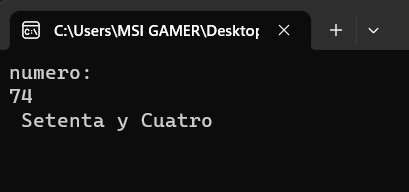 C:\Users\MSI GAMER\Desktop
numero:
74
Setenta y Cuatro